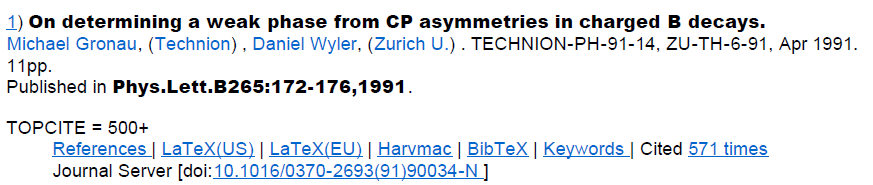 1) On determining a weak phase from CP asymmetries in charged B decays.
Michael Gronau, (Technion) , Daniel Wyler, (Zurich U.) . TECHNION-PH-91-14, ZU-TH-6-91, Apr 1991.
11pp.
Published in Phys.Lett.B265:172-176,1991.
TOPCITE = 500+
References | LaTeX(US) | LaTeX(EU) | Harvmac | BibTeX | Keywords | Cited 571 times
Journal Server [doi:10.1016/0370-2693(91)90034-N ]